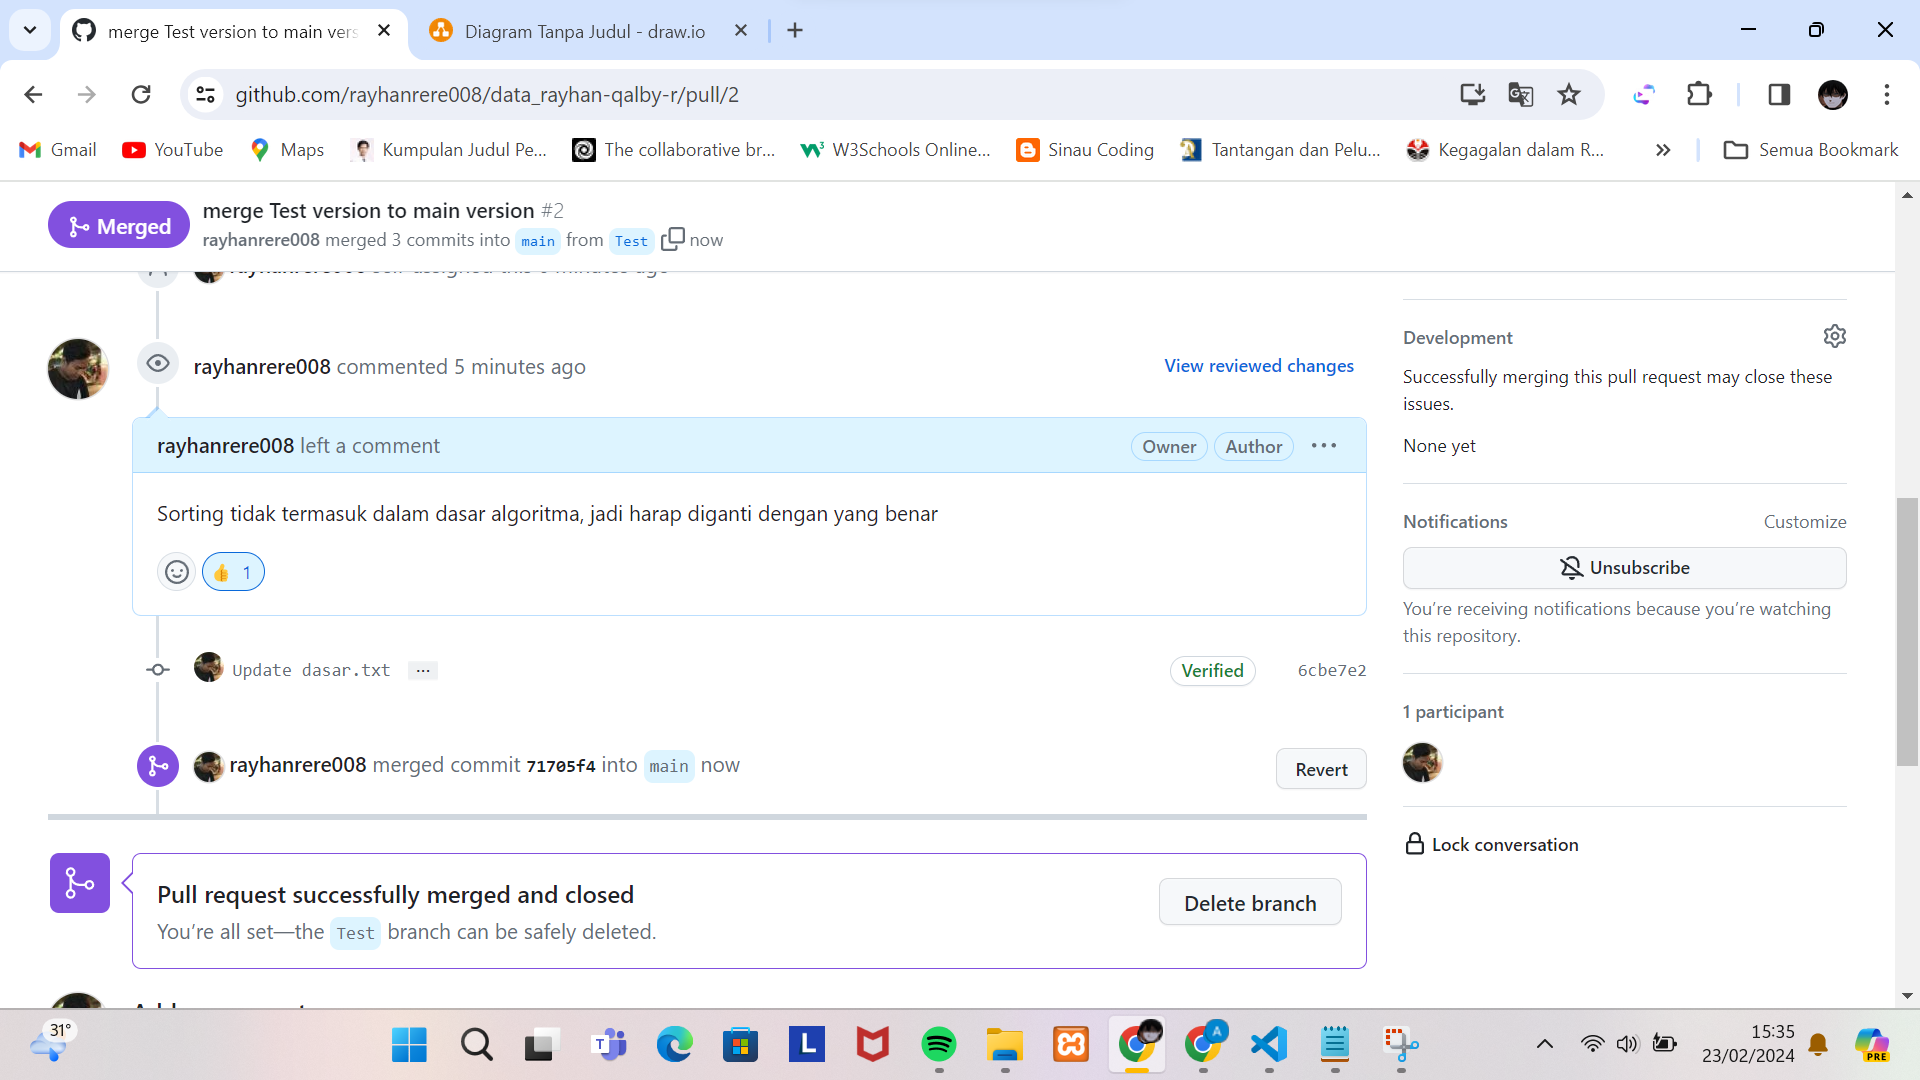 merge Test version to main vers
Diagram Tanpa Judul - draw.io
github.com/rayhanrere008/data_rayhan-qalby-r/pull/2
Gmail
YouTube
Maps
Kumpulan Judul Pe...
The collaborative br...
W3Schools Online...
Sinau Coding
Tantangan dan Pelu...
Kegagalan dalam R...
Semua Bookmark
Merged
merge Test version to main version #2
rayhanrere008 merged 3 commits into main from Test now
rayhanrere008 commented 5 minutes ago
View reviewed changes
rayhanrere008 left a comment
Owner
Author
Sorting tidak termasuk dalam dasar algoritma, jadi harap diganti dengan yang benar
👍 1
Update dasar.txt ...
Verified
6cbe7e2
rayhanrere008 merged commit 71705f4 into main now
Revert
Pull request successfully merged and closed
You're all set—the Test branch can be safely deleted.
Delete branch
Development
Successfully merging this pull request may close these
issues.
None yet
Notifications
Customize
Unsubscribe
You're receiving notifications because you're watching
this repository.
1 participant
Lock conversation
31°
15:35
23/02/2024
PRE